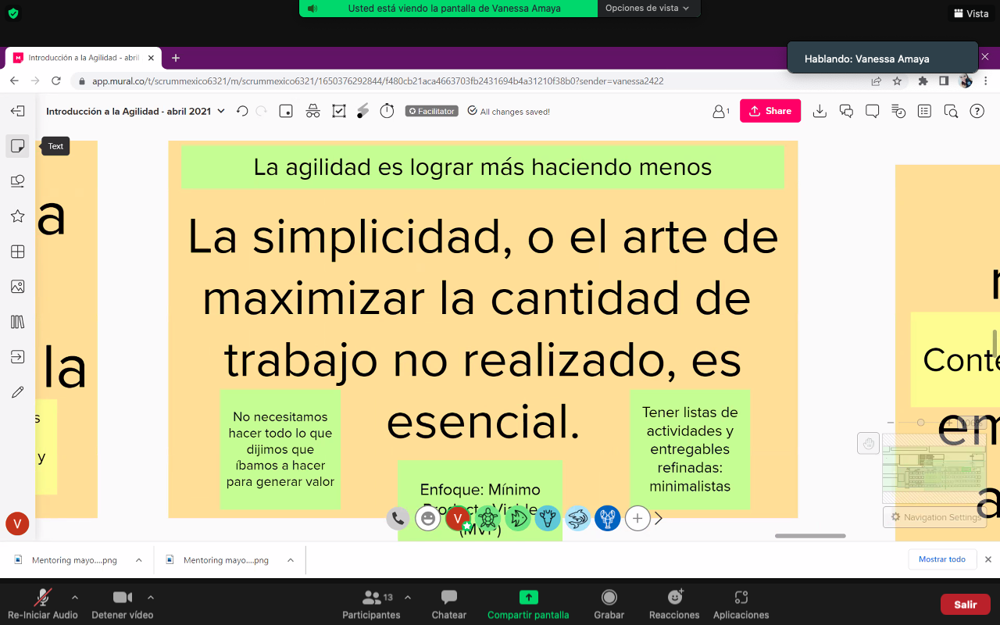 Usted está viendo la pantalla de Vanessa Amaya
Opciones de vista
Vista
Introducción a la Agilidad - abril
Hablando: Vanessa Amaya
app.mural.co/t/scrummexico6321/m/scrummexico6321/1650376292844/f480cb21aca4663703fb2431694b4a31210f38b0?sender=vanessa2422
Introducción a la Agilidad - abril 2021
Facilitator
All changes saved!
1
Share
Text
La agilidad es lograr más haciendo menos
a
La simplicidad, o el arte de
maximizar la cantidad de
trabajo no realizado, es
esencial.
la
s
y
No necesitamos
hacer todo lo que
dijimos que
íbamos a hacer
para generar valor
Tener listas de
actividades y
entregables
refinadas:
minimalistas
Enfoque: Mínimo
Producto Viable
(MVP)
Conte
em
a
Navigation Settings
V
V
Mentoring mayo....png
Mentoring mayo....png
Mostrar todo
Re-Iniciar Audio
Detener vídeo
Participantes
13
Chatear
Compartir pantalla
Grabar
Reacciones
Aplicaciones
Salir